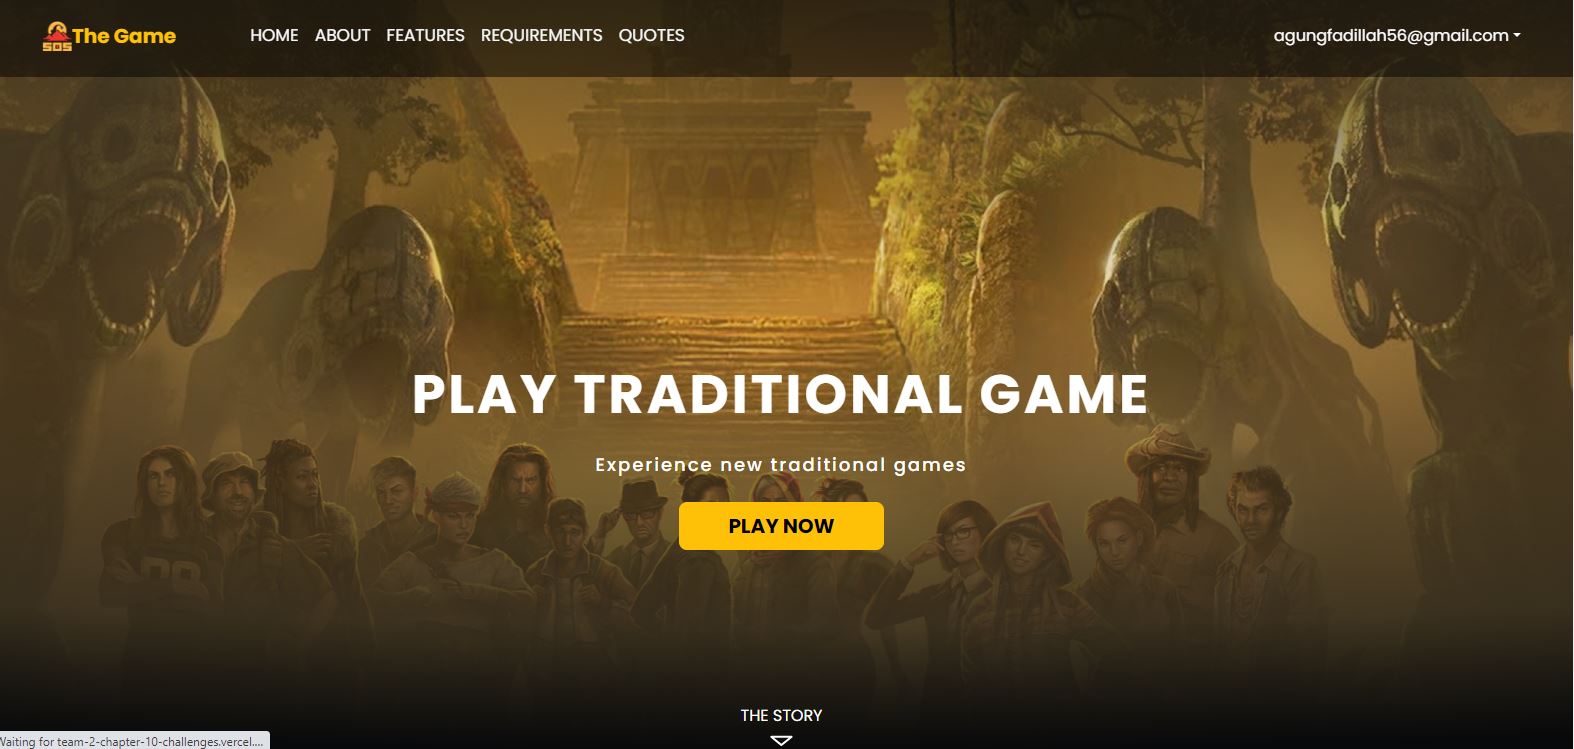 SOS The Game
HOME ABOUT FEATURES REQUIREMENTS QUOTES
agungfadillah56@gmail.com
PLAY TRADITIONAL GAME
Experience new traditional games
PLAY NOW
THE STORY
Waiting for team-2-chapter-10-challenges.vercel....